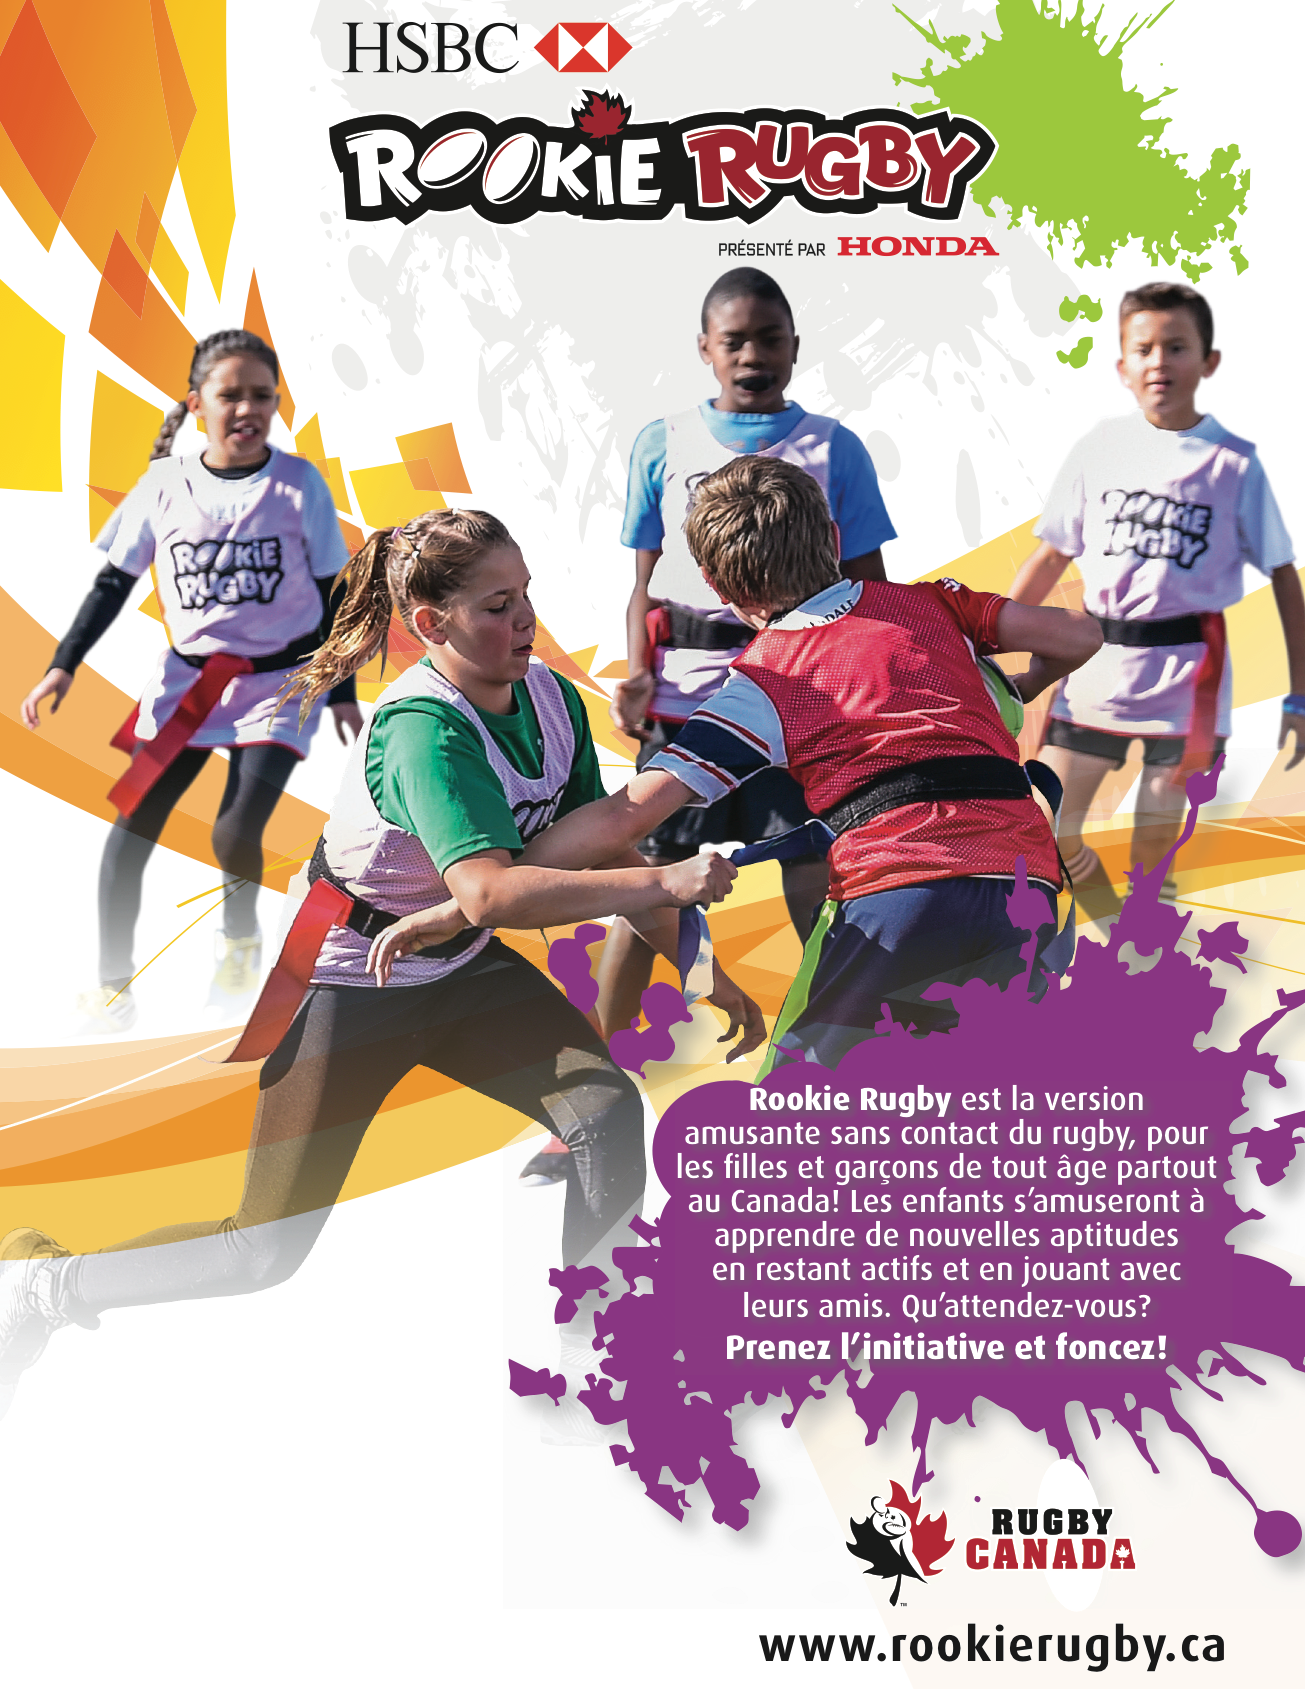 HSBC
ROOKIE RUGBY
PRÉSENTÉ PAR HONDA
ROOKIE
RUGBY
ROOKIE
RUGBY
Rookie Rugby est la version
amusante sans contact du rugby, pour
les filles et garçons de tout âge partout
au Canada! Les enfants s’amuseront à
apprendre de nouvelles aptitudes
en restant actifs et en jouant avec
leurs amis. Qu’attendez-vous?
Prenez l’initiative et foncez!
RUGBY
CANADA
TM
www.rookierugby.ca